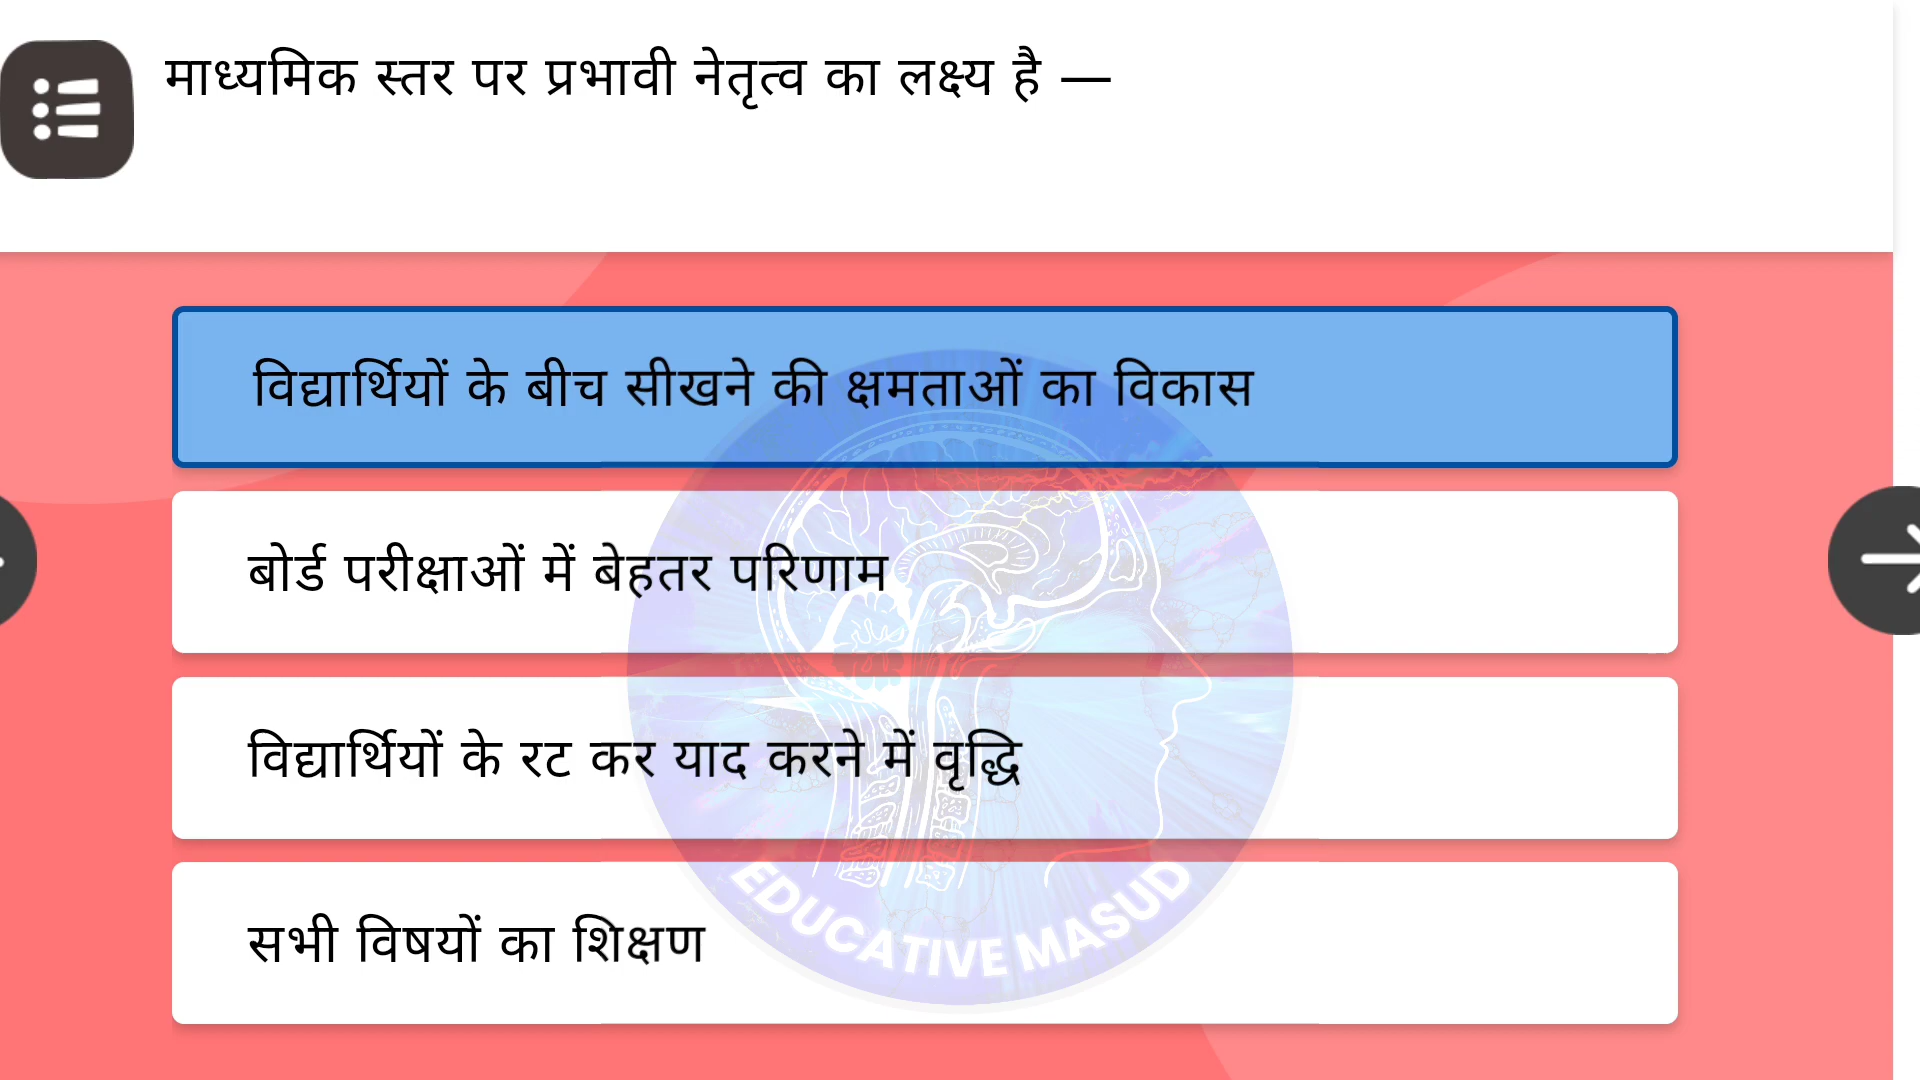 माध्यमिक स्तर पर प्रभावी नेतृत्व का लक्ष्य है —
विद्यार्थियों के बीच सीखने की क्षमताओं का विकास
बोर्ड परीक्षाओं में बेहतर परिणाम
विद्यार्थियों के रट कर याद करने में वृद्धि
सभी विषयों का शिक्षण
EDUCATIVE MASUD